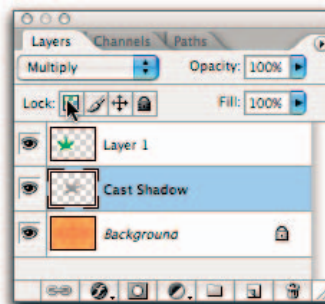 Layers Channels Paths
Multiply Opacity: 100%
Lock: Fill: 100%
Layer 1
Cast Shadow
Background